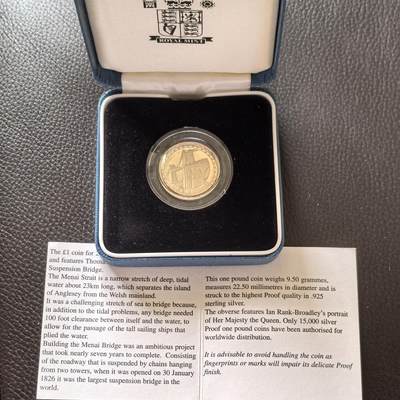 ROYAL MINT
The £1 coin for
and features Thomas
Suspension Bridge.
The Menai Strait is a narrow stretch of deep, tidal
water about 23km long, which separates the island
of Anglesey from the Welsh mainland.
It was a challenging stretch of sea to bridge because,
in addition to the tidal problems, any bridge needed
100 foot clearance between itself and the water, to
allow for the passage of the tall sailing ships that
plied the water.
Building the Menai Bridge was an ambitious project
that took nearly seven years to complete. Consisting
of the roadway that is suspended by chains hanging
from two towers, when it was opened on 30 January
1826 it was the largest suspension bridge in the
world.
This one pound coin weighs 9.50 grammes,
measures 22.50 millimetres in diameter and is
struck to the highest Proof quality in .925
sterling silver.
The obverse features Ian Rank-Broadley's portrait
of Her Majesty the Queen. Only 15,000 silver
Proof one pound coins have been authorised for
worldwide distribution.
It is advisable to avoid handling the coin as
fingerprints or marks will impair its delicate Proof
finish.